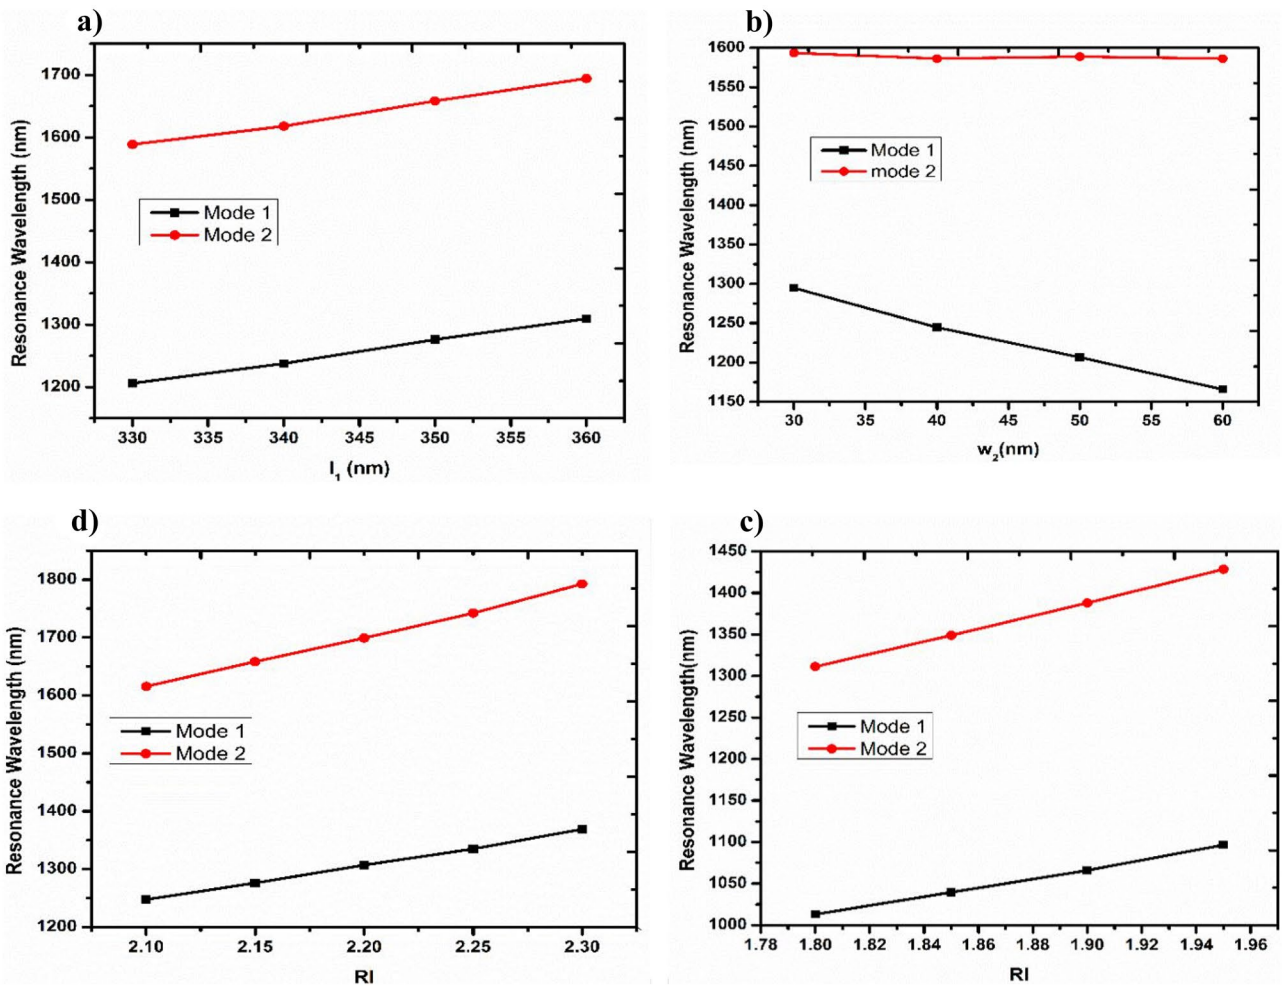 a)
Resonance Wavelength (nm)
1700
1600
1500
1400
1300
1200
Mode 1
Mode 2
330 335 340 345 350 355 360
l₁ (nm)
b)
Resonance Wavelength (nm)
1600
1550
1500
1450
1400
1350
1300
1250
1200
1150
Mode 1
mode 2
30 35 40 45 50 55 60
w₂(nm)
d)
Resonance Wavelength (nm)
1800
1700
1600
1500
1400
1300
1200
Mode 1
Mode 2
2.10 2.15 2.20 2.25 2.30
RI
c)
Resonance Wavelength(nm)
1450
1400
1350
1300
1250
1200
1150
1100
1050
1000
Mode 1
Mode 2
1.78 1.80 1.82 1.84 1.86 1.88 1.90 1.92 1.94 1.96
RI